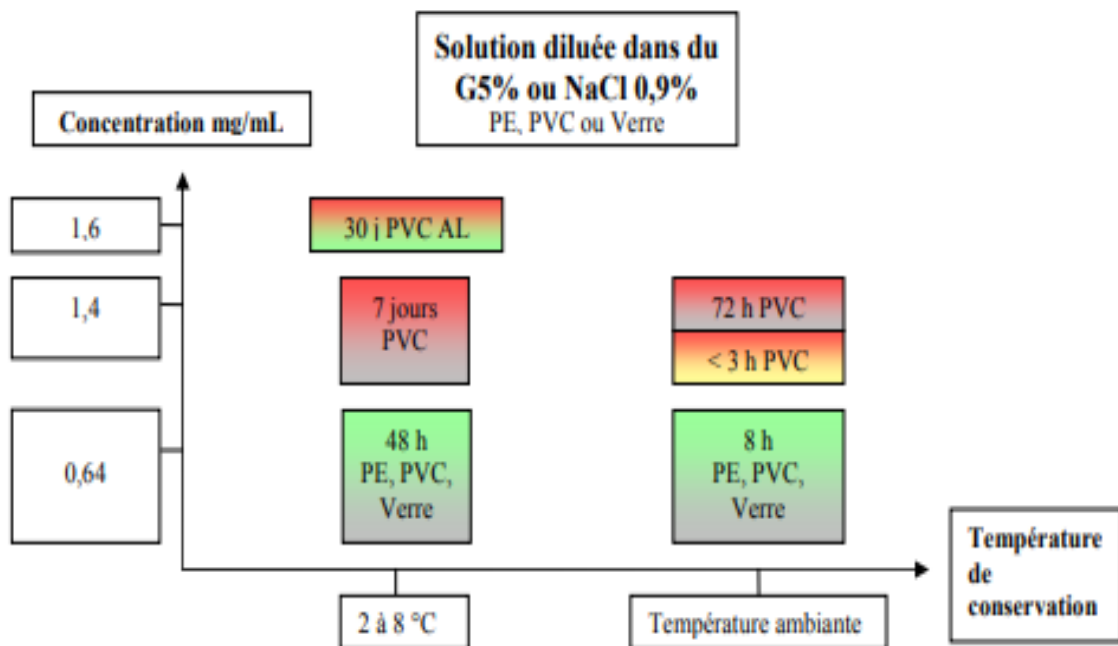 Solution diluée dans du
G5% ou NaCl 0,9%
PE, PVC ou Verre
Concentration mg/mL
1,6
30 j PVC AL
1,4
7 jours
PVC
72 h PVC
< 3 h PVC
0,64
48 h
PE, PVC,
Verre
8 h
PE, PVC,
Verre
Température
de
conservation
2 à 8 °C
Température ambiante